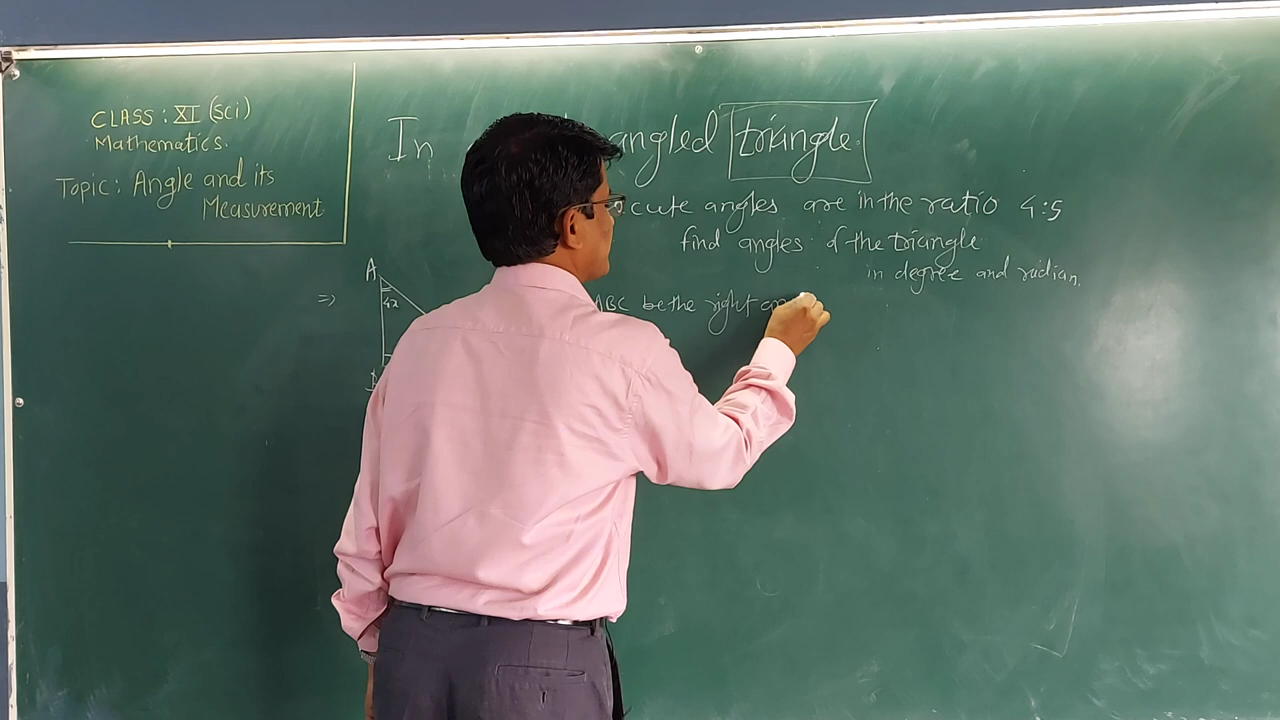 CLASS : XI (Sci)
Mathematics.
Topic : Angle and its
Measurement
In angled triangle.
acute angles are in the ratio 4:5
find angles of the triangle
in degree and radian.
A
4x
=>
ABC be the right